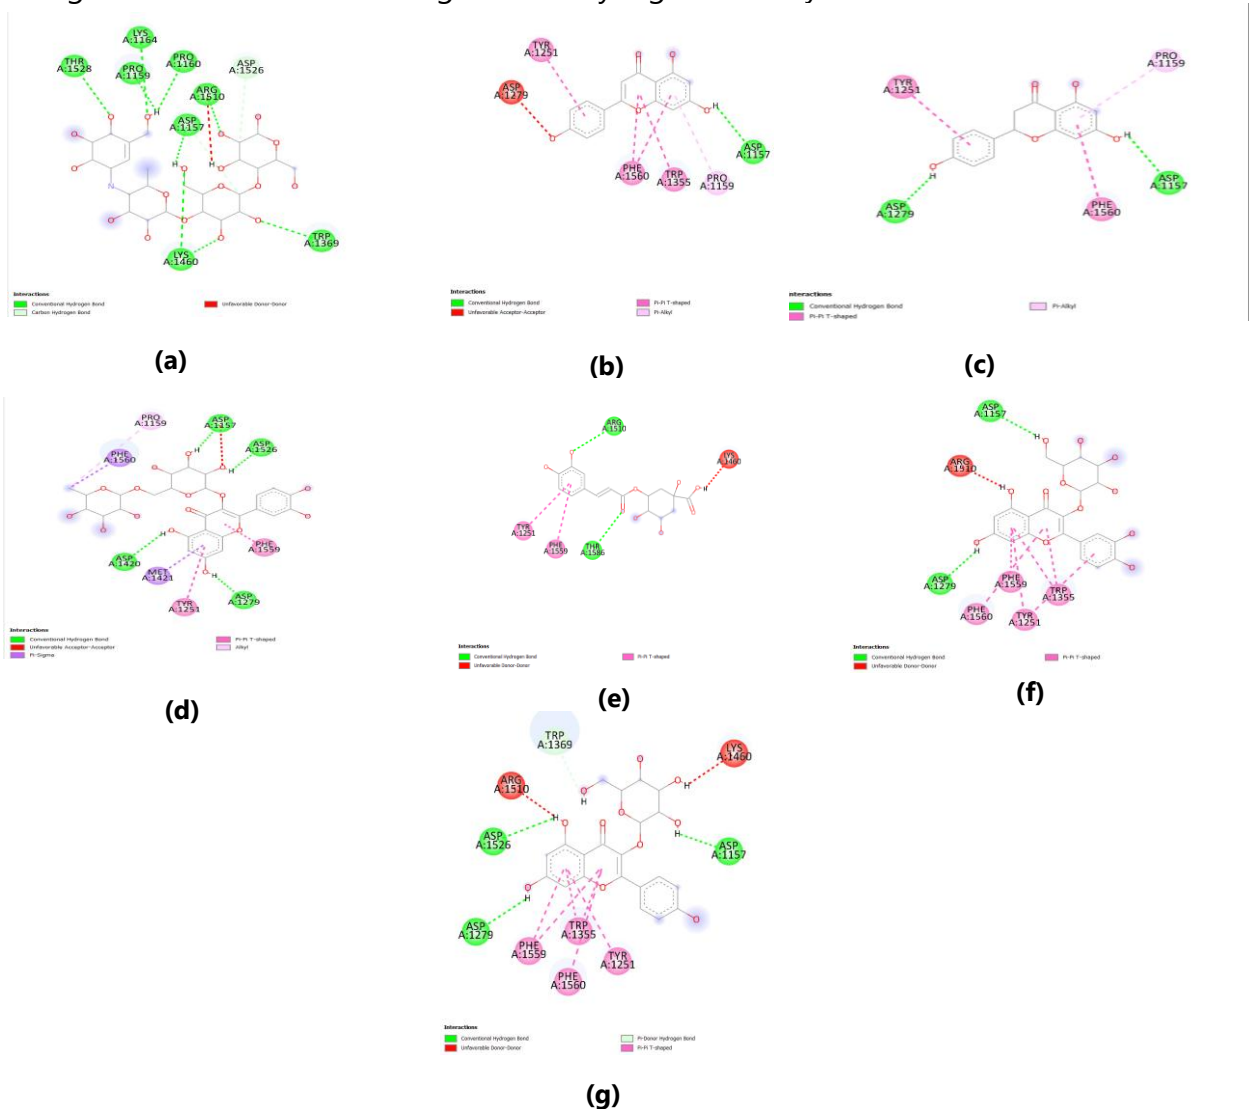 LYS
A:1164
THR
A:1528
PRO
A:1159
PRO
A:1160
ASP
A:1526
ARG
A:1510
ASP
A:1157
TRP
A:1369
LYS
A:1460
H
H
H
Interactions
Conventional Hydrogen Bond
Carbon Hydrogen Bond
Unfavorable Donor-Donor
(a)
TYR
A:1251
ASP
A:1279
H
ASP
A:1157
PHE
A:1560
TRP
A:1355
PRO
A:1159
Interactions
Conventional Hydrogen Bond
Unfavorable Acceptor-Acceptor
Pi-Pi T-shaped
Pi-Alkyl
(b)
PRO
A:1159
TYR
A:1251
H
H
ASP
A:1157
ASP
A:1279
PHE
A:1560
nteractions
Conventional Hydrogen Bond
Pi-Pi T-shaped
Pi-Alkyl
(c)
PRO
A:1159
ASP
A:1157
ASP
A:1526
PHE
A:1560
H
H
PHE
A:1559
ASP
A:1420
H
MET
A:1421
H
TYR
A:1251
ASP
A:1279
Interactions
Conventional Hydrogen Bond
Unfavorable Acceptor-Acceptor
Pi-Sigma
Pi-Pi T-shaped
Alkyl
(d)
ARG
A:1510
LYS
A:1460
H
TYR
A:1251
PHE
A:1559
THR
A:1586
Interactions
Conventional Hydrogen Bond
Unfavorable Donor-Donor
Pi-Pi T-shaped
(e)
ASP
A:1157
H
ARG
A:1510
H
H
ASP
A:1279
PHE
A:1559
TRP
A:1355
PHE
A:1560
TYR
A:1251
Interactions
Conventional Hydrogen Bond
Unfavorable Donor-Donor
Pi-Pi T-shaped
(f)
TRP
A:1369
LYS
A:1460
ARG
A:1510
H
H
H
H
ASP
A:1526
ASP
A:1157
H
ASP
A:1279
PHE
A:1559
TRP
A:1355
TYR
A:1251
PHE
A:1560
Interactions
Conventional Hydrogen Bond
Unfavorable Donor-Donor
Pi-Donor Hydrogen Bond
Pi-Pi T-shaped
(g)